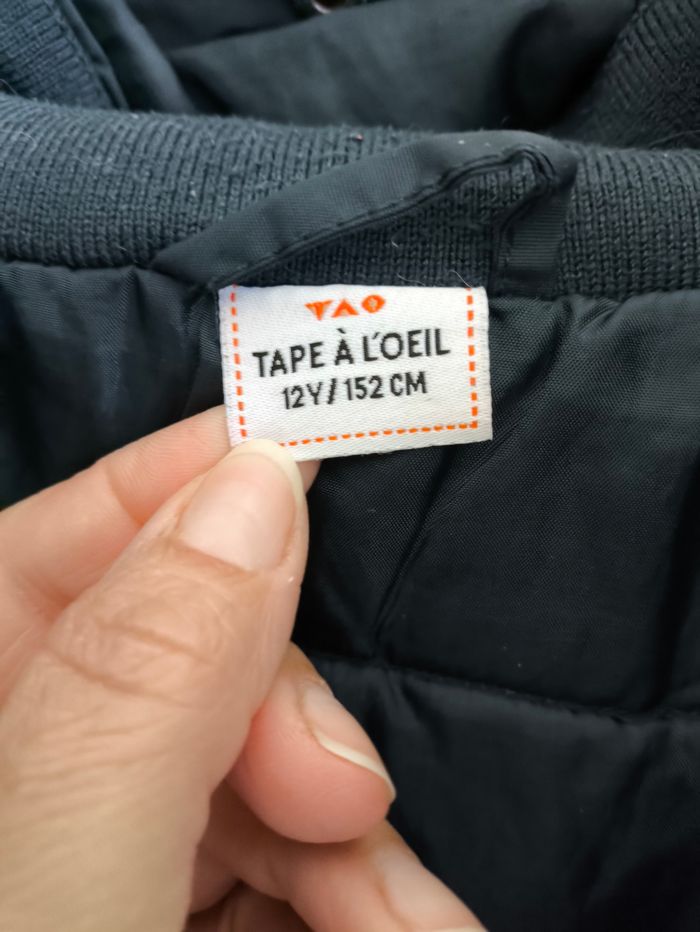 TAO
TAPE À L'OEIL
12Y / 152 CM